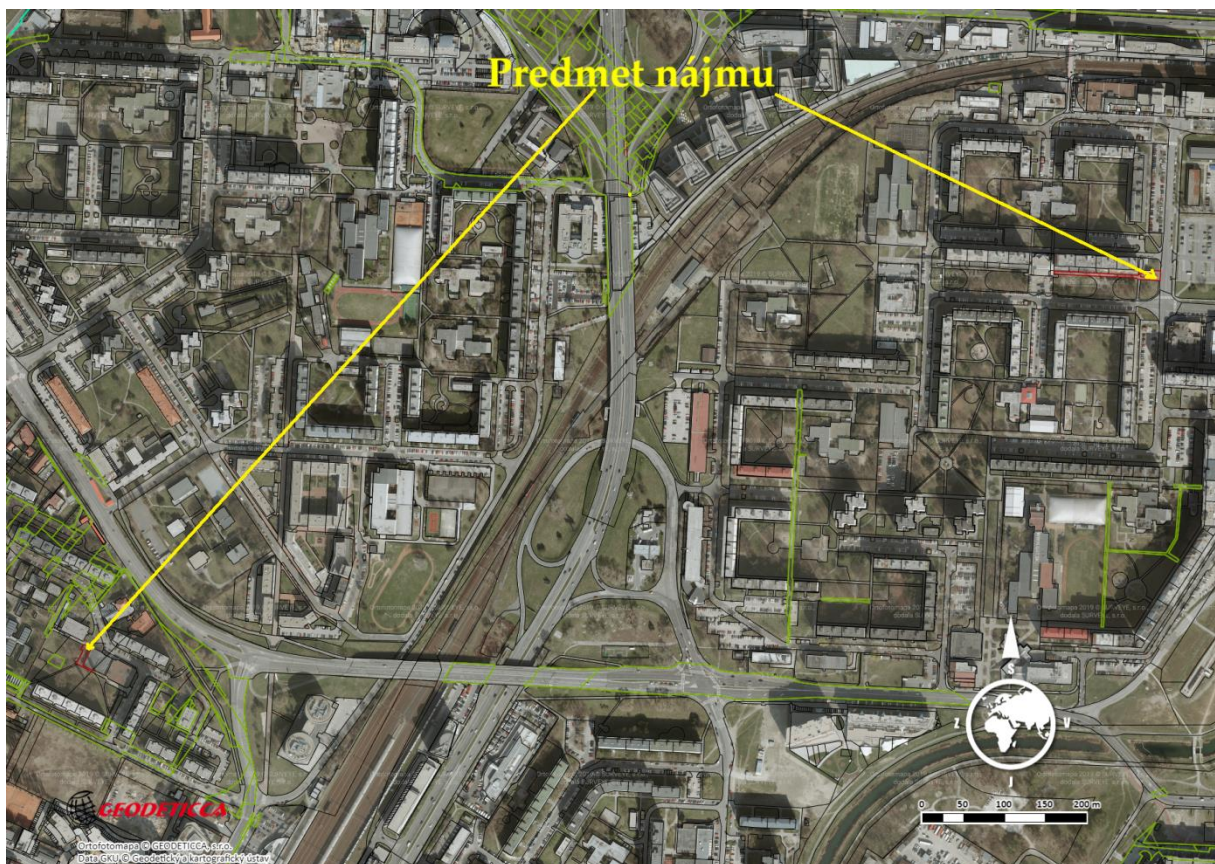 Predmet nájmu
S
Z
V
J
0 50 100 150 200 m
GEODETICCA
Ortofotomapa © GEODETICCA, s.r.o.
Data GKÚ, © Geodetický a kartografický ústav